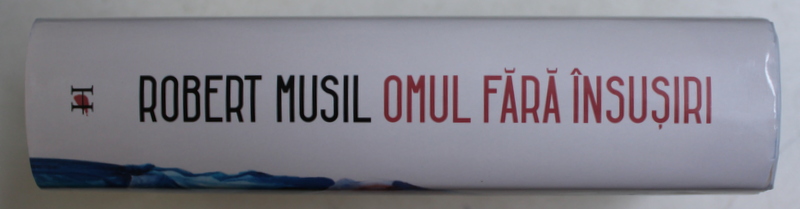 ROBERT MUSIL OMUL FĂRĂ ÎNSUȘIRI